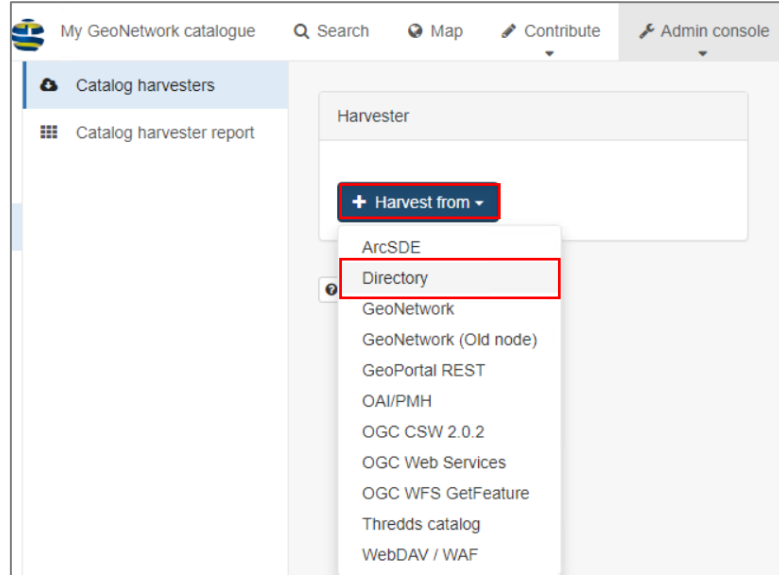 My GeoNetwork catalogue Search Map Contribute Admin console
Catalog harvesters
Catalog harvester report
Harvester
+ Harvest from
ArcSDE
Directory
GeoNetwork
GeoNetwork (Old node)
GeoPortal REST
OAI/PMH
OGC CSW 2.0.2
OGC Web Services
OGC WFS GetFeature
Thredds catalog
WebDAV / WAF